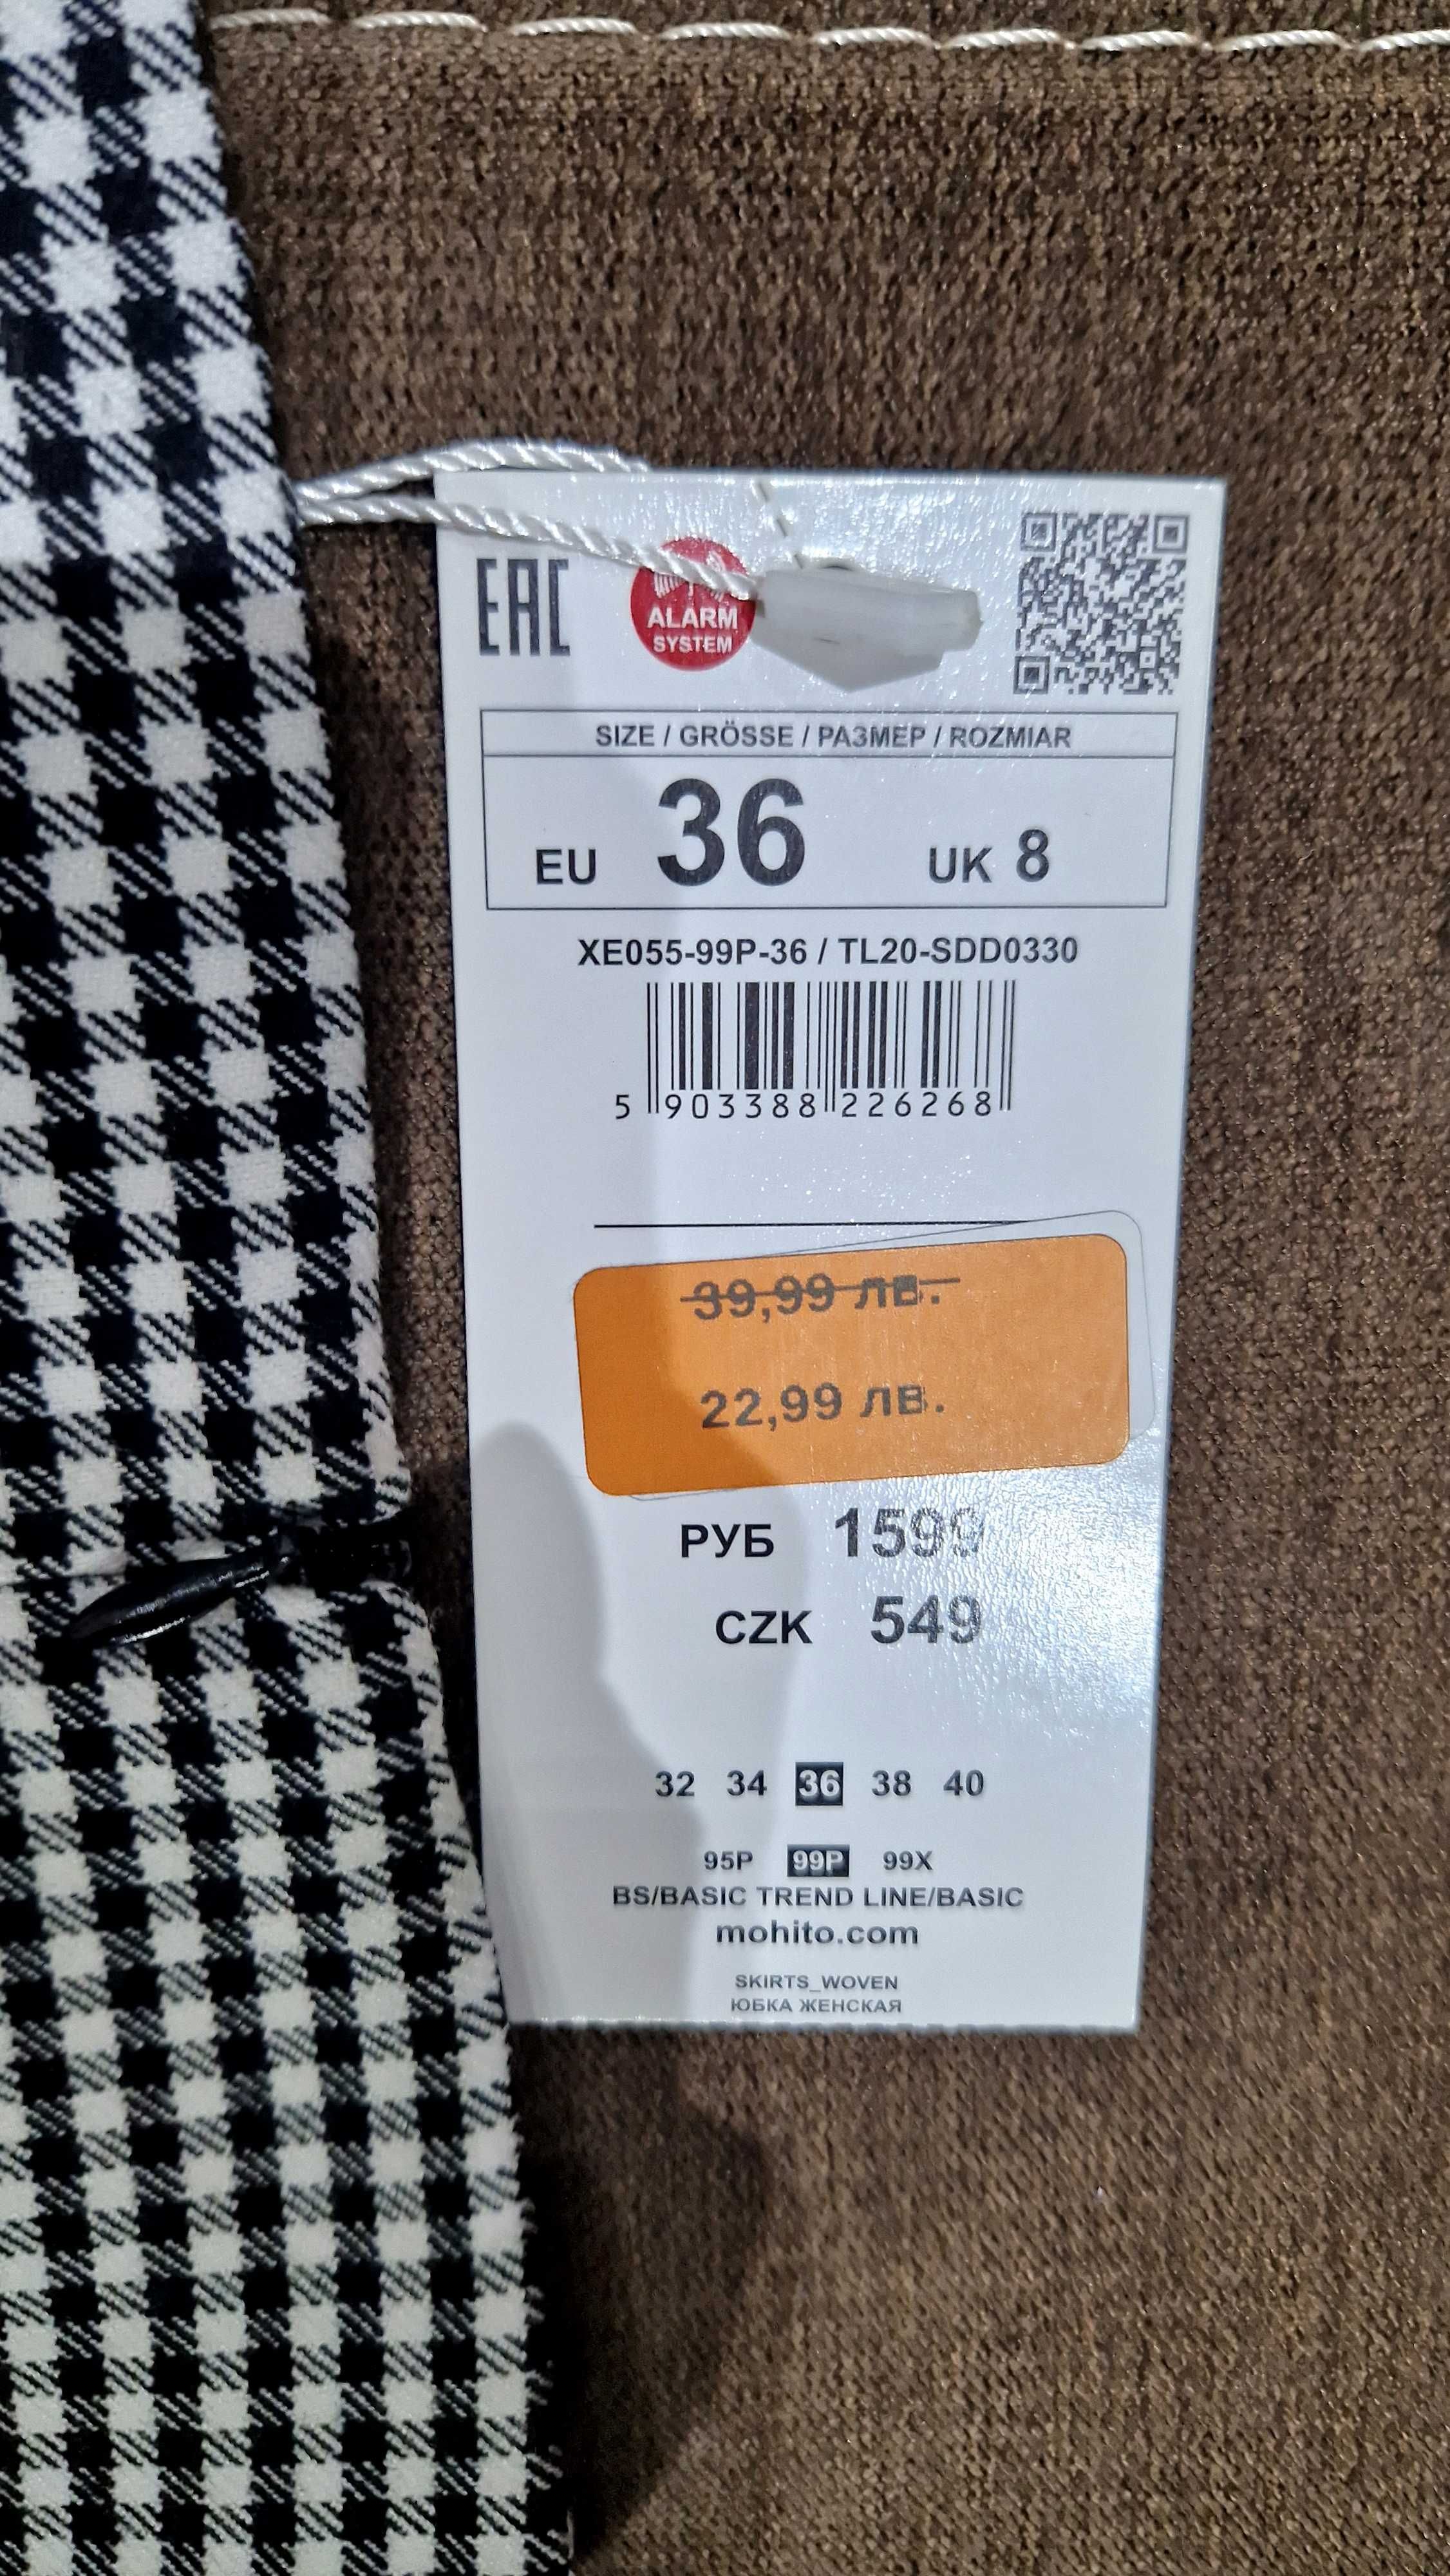 EAC
ALARM
SYSTEM
SIZE / GRÖSSE / РАЗМЕР / ROZMIAR
EU 36 UK 8
XE055-99P-36 / TL20-SDD0330
5 903388 226268
39,99 лв.
22,99 лв.
РУБ 1599
CZK 549
32 34 36 38 40
95P 99P 99X
BS/BASIC TREND LINE/BASIC
mohito.com
SKIRTS_WOVEN
ЮБКА ЖЕНСКАЯ